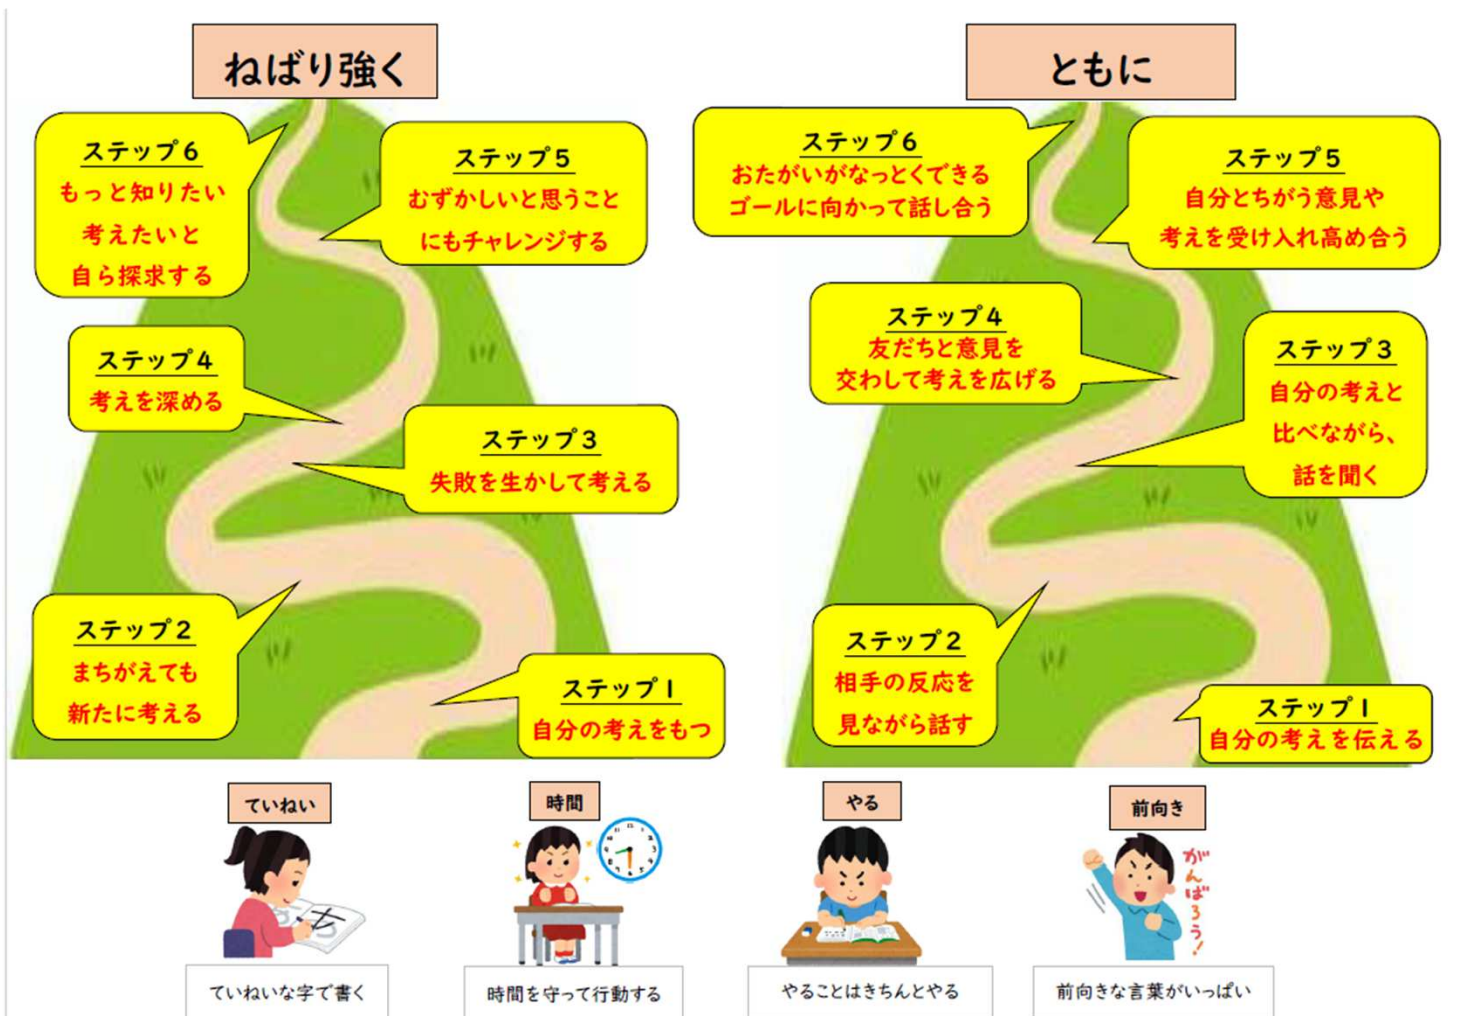 ねばり強く
ステップ6
もっと知りたい
考えたいと
自ら探求する
ステップ5
むずかしいと思うこと
にもチャレンジする
ステップ4
考えを深める
ステップ3
失敗を生かして考える
ステップ2
まちがえても
新たに考える
ステップ1
自分の考えをもつ
ともに
ステップ6
おたがいがなっとくできる
ゴールに向かって話し合う
ステップ5
自分とちがう意見や
考えを受け入れ高め合う
ステップ4
友だちと意見を
交わして考えを広げる
ステップ3
自分の考えと
比べながら、
話を聞く
ステップ2
相手の反応を
見ながら話す
ステップ1
自分の考えを伝える
ていねい
ていねいな字で書く
時間
時間を守って行動する
やる
やることはきちんとやる
前向き
がんばろう!
前向きな言葉がいっぱい